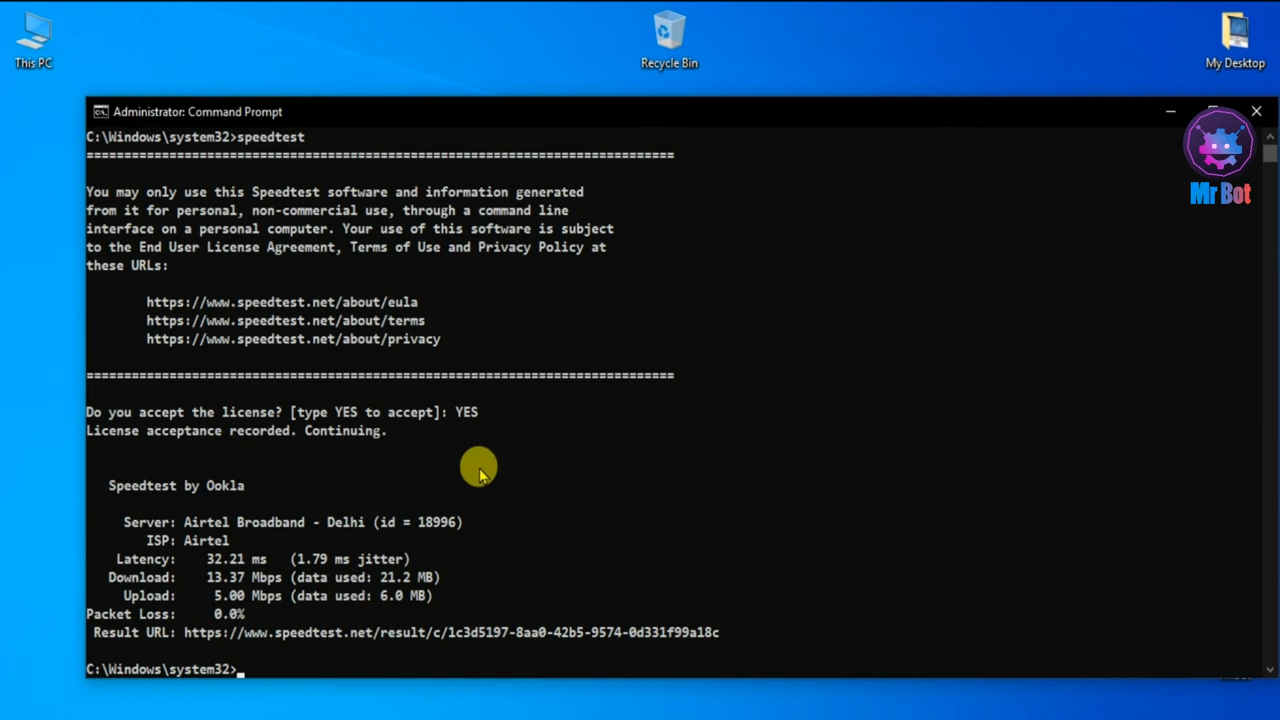 This PC
Recycle Bin
My Desktop
Administrator: Command Prompt
Mr Bot
C:\Windows\system32>speedtest
==============================================================================
You may only use this Speedtest software and information generated
from it for personal, non-commercial use, through a command line
interface on a personal computer. Your use of this software is subject
to the End User License Agreement, Terms of Use and Privacy Policy at
these URLs:
https://www.speedtest.net/about/eula
https://www.speedtest.net/about/terms
https://www.speedtest.net/about/privacy
==============================================================================
Do you accept the license? [type YES to accept]: YES
License acceptance recorded. Continuing.
Speedtest by Ookla
Server: Airtel Broadband - Delhi (id = 18996)
ISP: Airtel
Latency: 32.21 ms (1.79 ms jitter)
Download: 13.37 Mbps (data used: 21.2 MB)
Upload: 5.00 Mbps (data used: 6.0 MB)
Packet Loss: 0.0%
Result URL: https://www.speedtest.net/result/c/1c3d5197-8aa0-42b5-9574-0d331f99a18c
C:\Windows\system32>